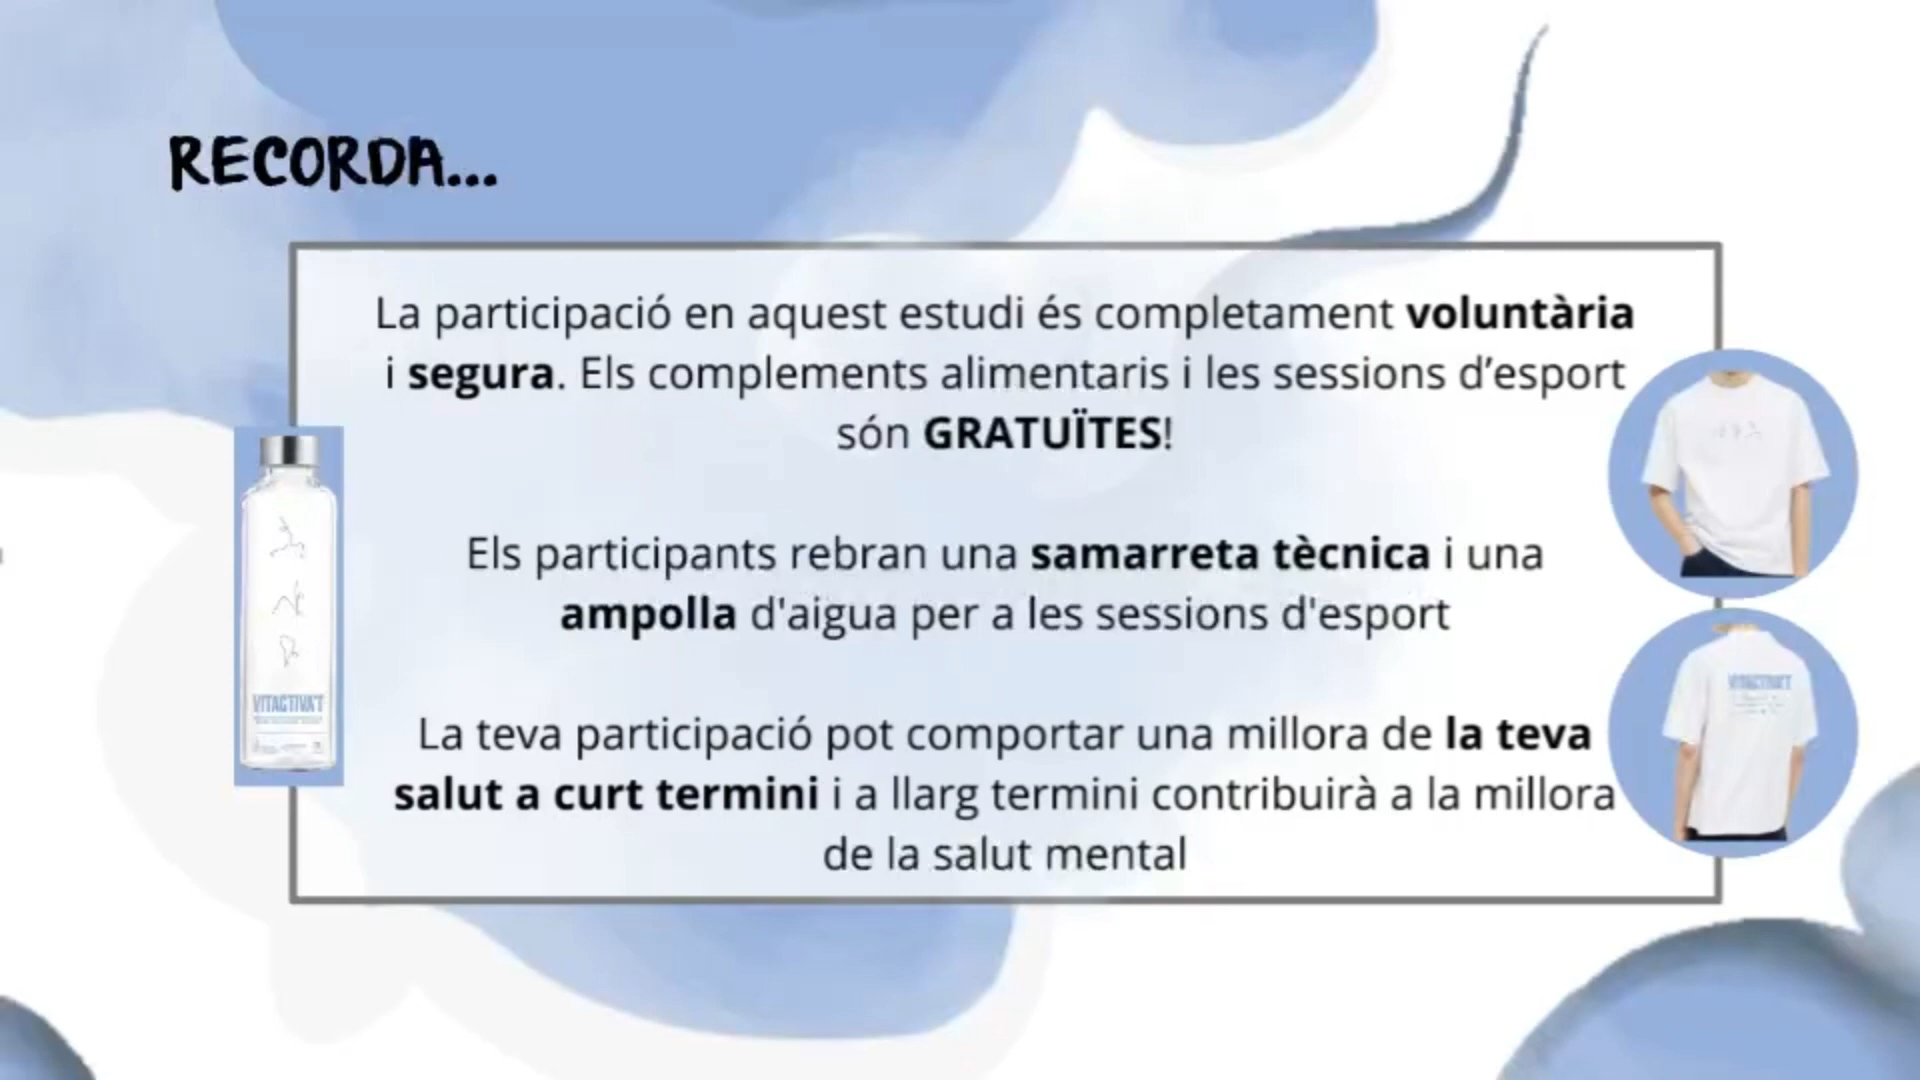 RECORDA...
La participació en aquest estudi és completament voluntària
i segura. Els complements alimentaris i les sessions d’esport
són GRATUÏTES!
Els participants rebran una samarreta tècnica i una
ampolla d'aigua per a les sessions d'esport
La teva participació pot comportar una millora de la teva
salut a curt termini i a llarg termini contribuirà a la millora
de la salut mental
VITACTIVA'T
VITACTIVA'T